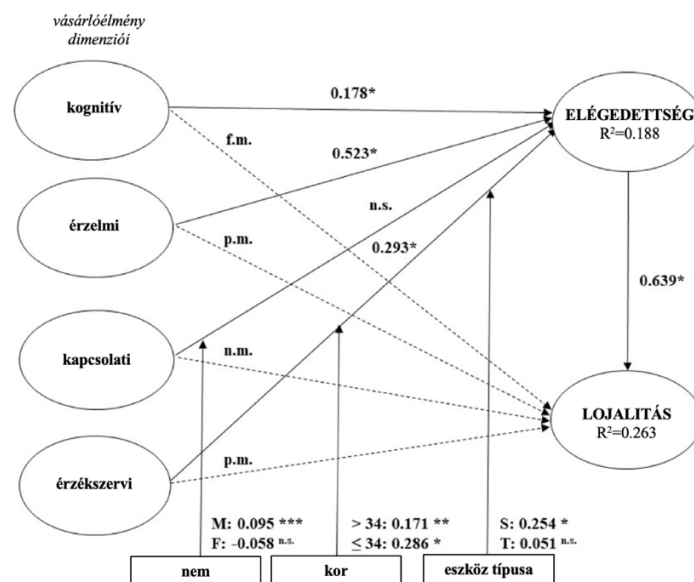 vásárlóélmény
dimenziói
kognitív
érzelmi
kapcsolati
érzékszervi
0.178*
f.m.
0.523*
n.s.
p.m.
0.293*
n.m.
p.m.
ELÉGEDETTSÉG
R²=0.188
0.639*
LOJALITÁS
R²=0.263
M: 0.095 ***
F: -0.058 n.s.
nem
> 34: 0.171 **
≤ 34: 0.286 *
kor
S: 0.254 *
T: 0.051 n.s.
eszköz típusa